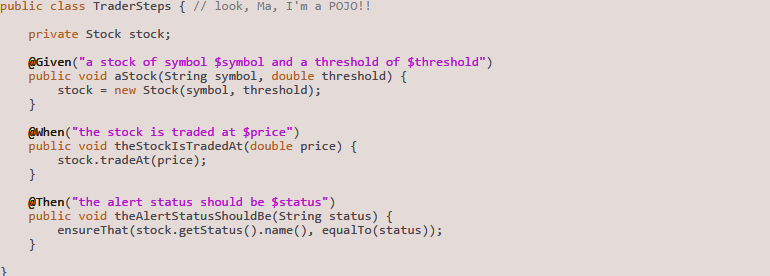 public class TraderSteps { // look, Ma, I'm a POJO!!
private Stock stock;
@Given("a stock of symbol $symbol and a threshold of $threshold")
public void aStock(String symbol, double threshold) {
stock = new Stock(symbol, threshold);
}
@When("the stock is traded at $price")
public void theStockIsTradedAt(double price) {
stock.tradeAt(price);
}
@Then("the alert status should be $status")
public void theAlertStatusShouldBe(String status) {
ensureThat(stock.getStatus().name(), equalTo(status));
}
}